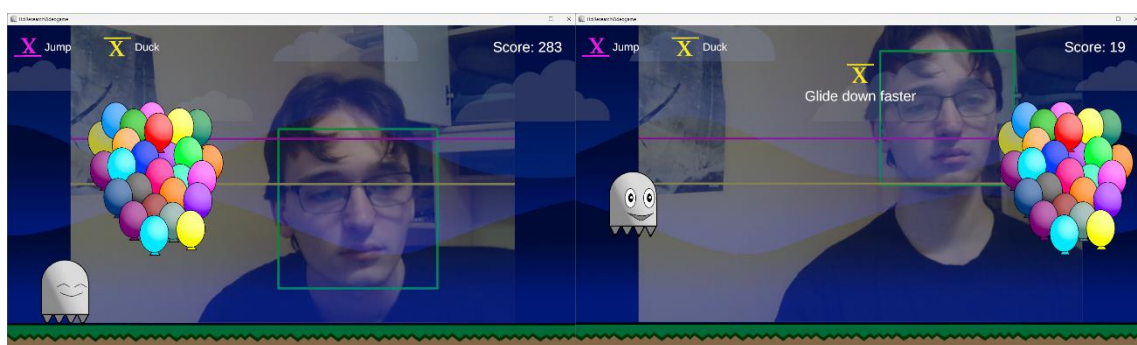 X Jump X Duck Score: 283
X Jump X Duck Score: 19
X
Glide down faster